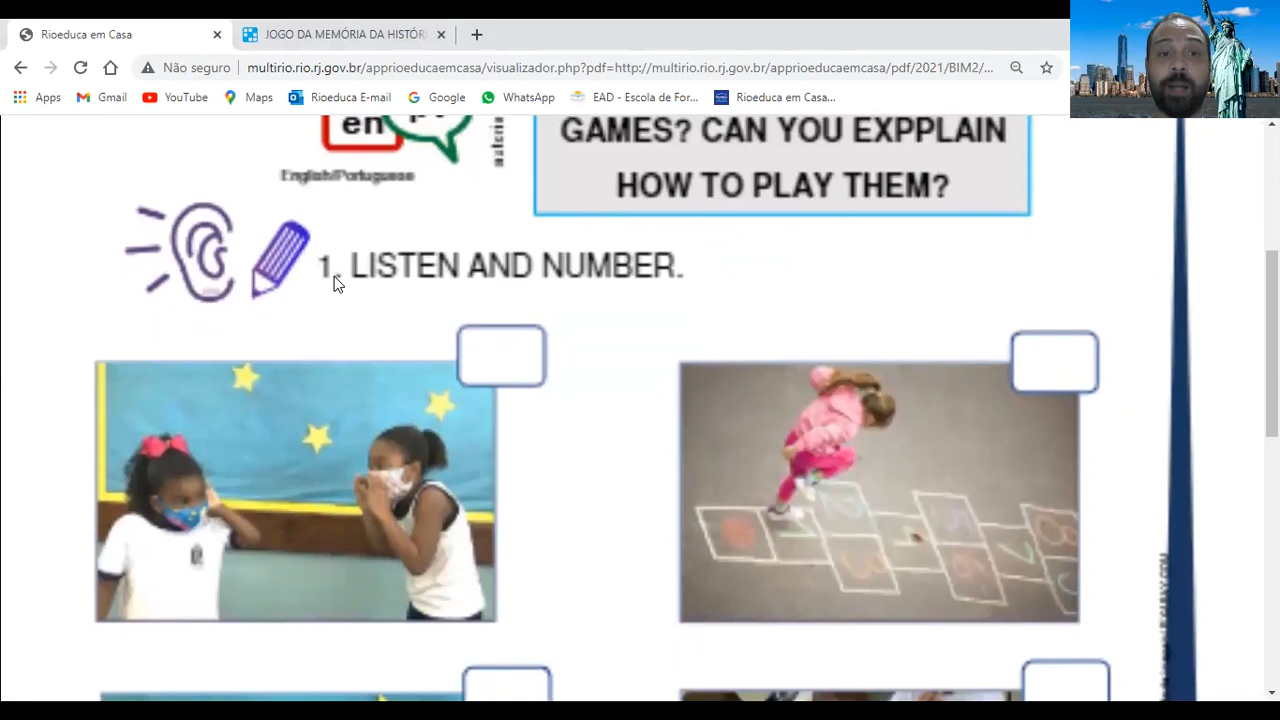 Rioeduca em Casa
JOGO DA MEMÓRIA DA HISTÓRI
Não seguro
multirio.rio.rj.gov.br/apprioeducaemcasa/visualizador.php?pdf=http://multirio.rio.rj.gov.br/apprioeducaemcasa/pdf/2021/BIM2/...
Apps
Gmail
YouTube
Maps
Rioeduca E-mail
Google
WhatsApp
EAD - Escola de For...
Rioeduca em Casa...
en
English/Portuguese
GAMES? CAN YOU EXPPLAIN
HOW TO PLAY THEM?
1. LISTEN AND NUMBER.